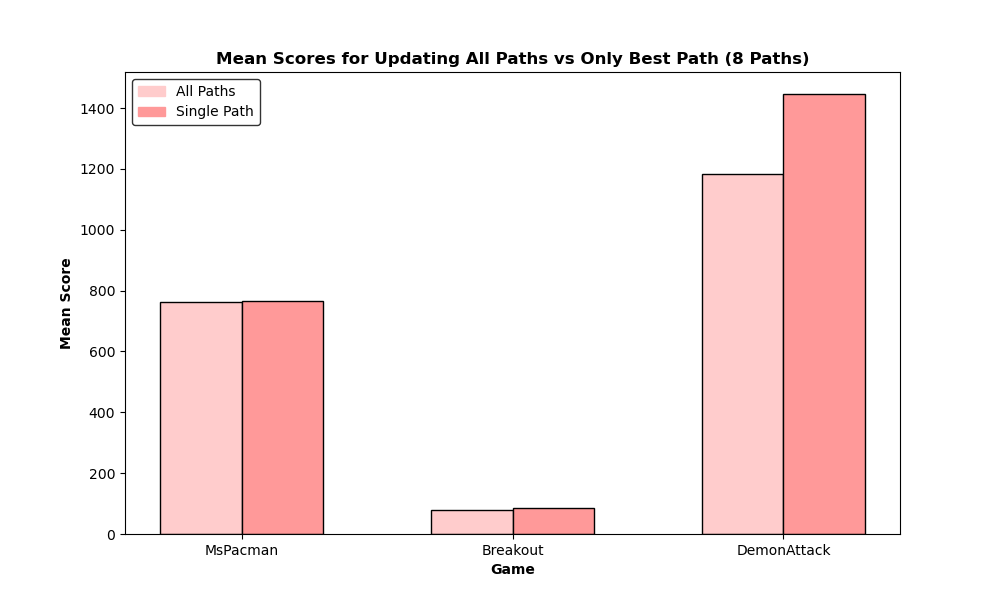 Mean Scores for Updating All Paths vs Only Best Path (8 Paths)
All Paths
Single Path
1400
1200
1000
800
600
400
200
0
Mean Score
MsPacman
Breakout
DemonAttack
Game